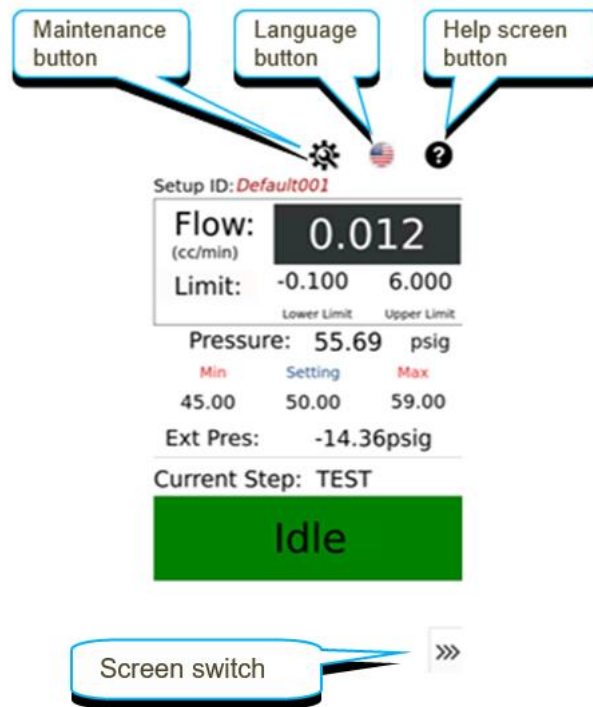 Maintenance button
Language button
Help screen button
?
Setup ID: Default001
Flow: 0.012
(cc/min)
Limit: -0.100 6.000
Lower Limit Upper Limit
Pressure: 55.69 psig
Min Setting Max
45.00 50.00 59.00
Ext Pres: -14.36psig
Current Step: TEST
Idle
>>>
Screen switch